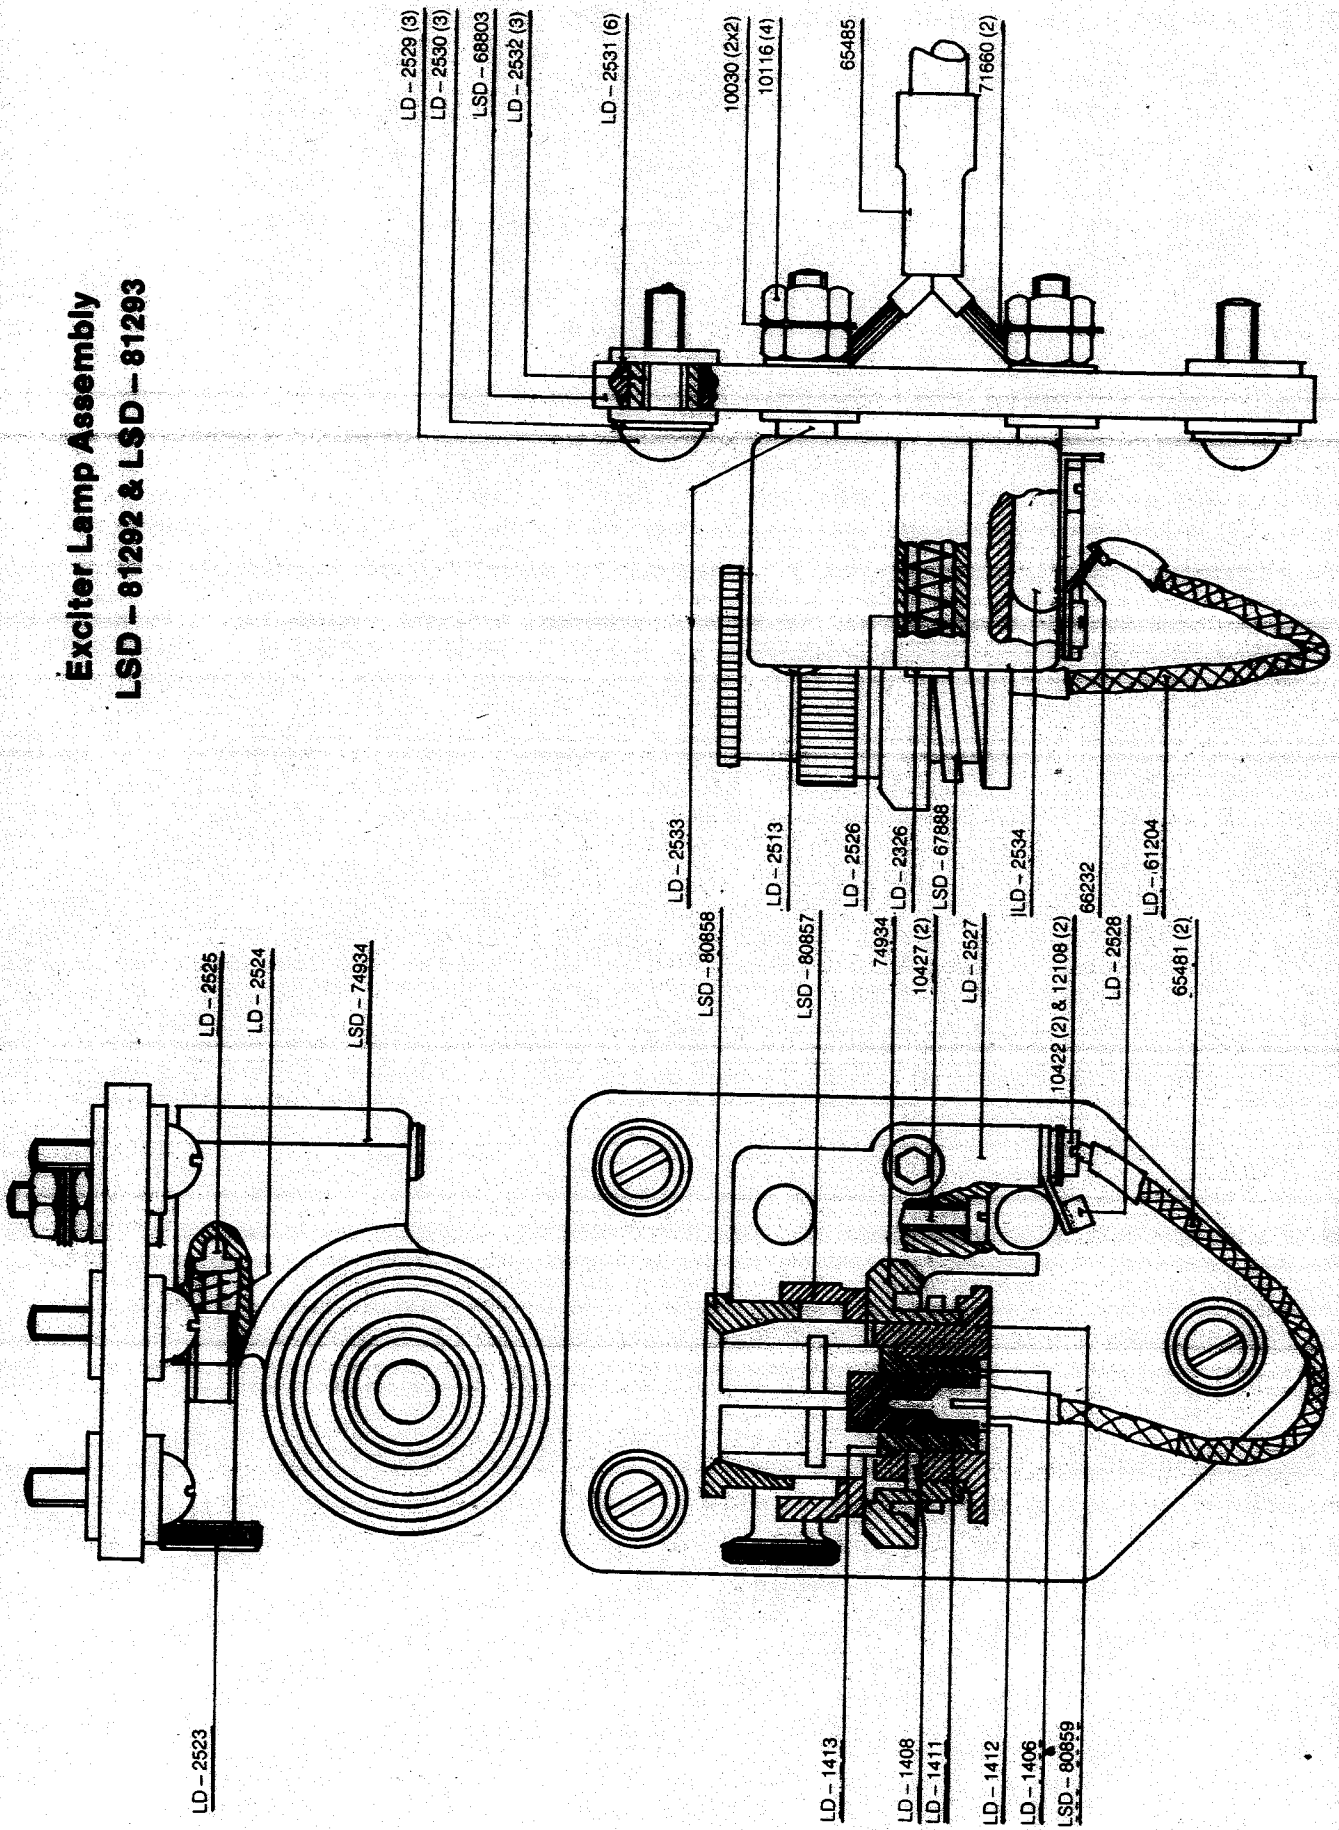 Exciter Lamp Assembly
LSD – 81292 & LSD – 81293
LD – 2529 (3)
LD – 2530 (3)
LSD – 68803
LD – 2532 (3)
LD – 2531 (6)
10030 (2x2)
10116 (4)
65485
71660 (2)
LD – 2533
LD – 2513
LD – 2526
LD – 2326
LSD – 67888
LD – 2534
66232
LD – 61204
LD – 2525
LD – 2524
LSD – 74934
LSD – 80858
LSD – 80857
74934
10427 (2)
LD – 2527
10422 (2) & 12108 (2)
LD – 2528
65481 (2)
LD – 2523
LD – 1413
LD – 1408
LD – 1411
LD – 1412
LD – 1406
LSD – 80859